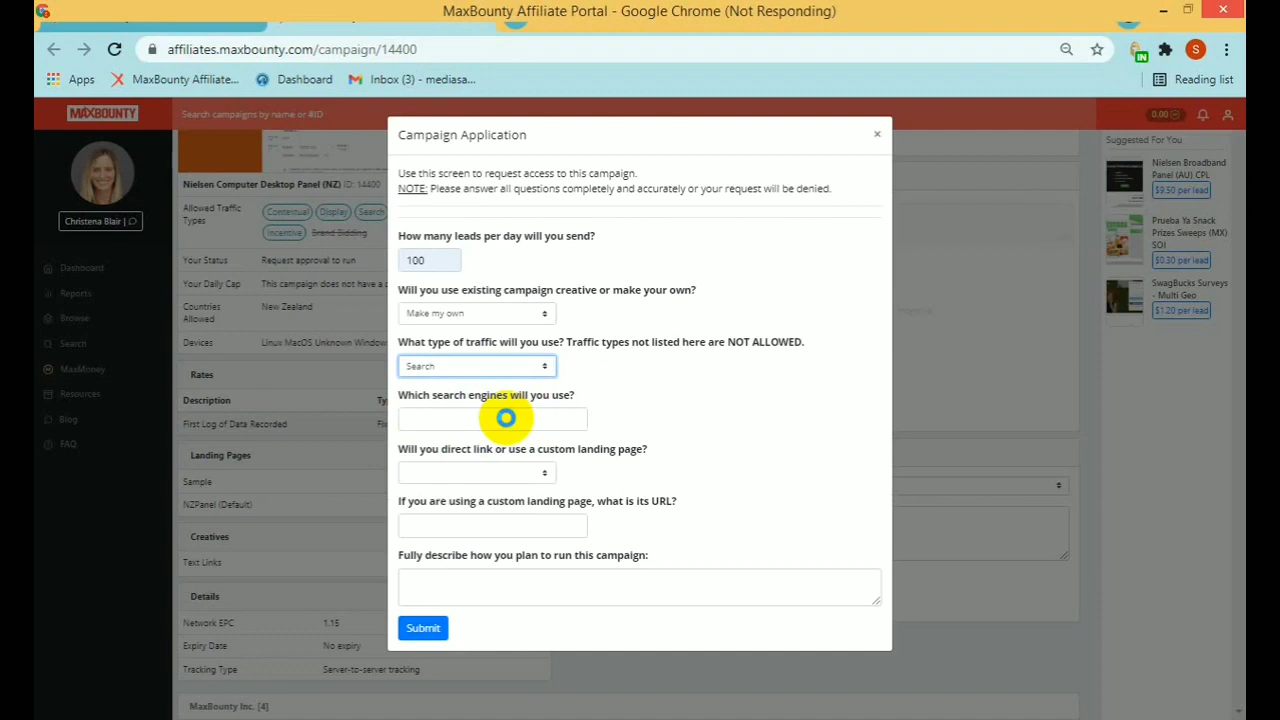 MaxBounty Affiliate Portal - Google Chrome (Not Responding)
affiliates.maxbounty.com/campaign/14400
S
IN
Apps
MaxBounty Affiliate...
Dashboard
Inbox (3) - mediasa...
Reading list
MAXBOUNTY
Search campaigns by name or #ID
0.00
Christena Blair |
Dashboard
Reports
Browse
Search
MaxMoney
Resources
Blog
FAQ
Nielsen Computer Desktop Panel (NZ) ID: 14400
Allowed Traffic Types
Contextual Display Search
Incentive Brand Bidding
Your Status Request approval to run
Your Daily Cap This campaign does not have a
Countries Allowed New Zealand
Devices Linux MacOS Unknown Window
Rates
Description
First Log of Data Recorded
Landing Pages
Sample
NZPanel (Default)
Creatives
Text Links
Details
Network EPC 1.15
Expiry Date No expiry
Tracking Type Server-to-server tracking
MaxBounty Inc. [4]
Campaign Application
×
Use this screen to request access to this campaign.
NOTE: Please answer all questions completely and accurately or your request will be denied.
How many leads per day will you send?
100
Will you use existing campaign creative or make your own?
Make my own
What type of traffic will you use? Traffic types not listed here are NOT ALLOWED.
Search
Which search engines will you use?
Will you direct link or use a custom landing page?
If you are using a custom landing page, what is its URL?
Fully describe how you plan to run this campaign:
Submit
Suggested For You
Nielsen Broadband
Panel (AU) CPL
$9.50 per lead
Prueba Ya Snack
Prizes Sweeps (MX)
SOI
$0.30 per lead
SwagBucks Surveys
- Multi Geo
$1.20 per lead